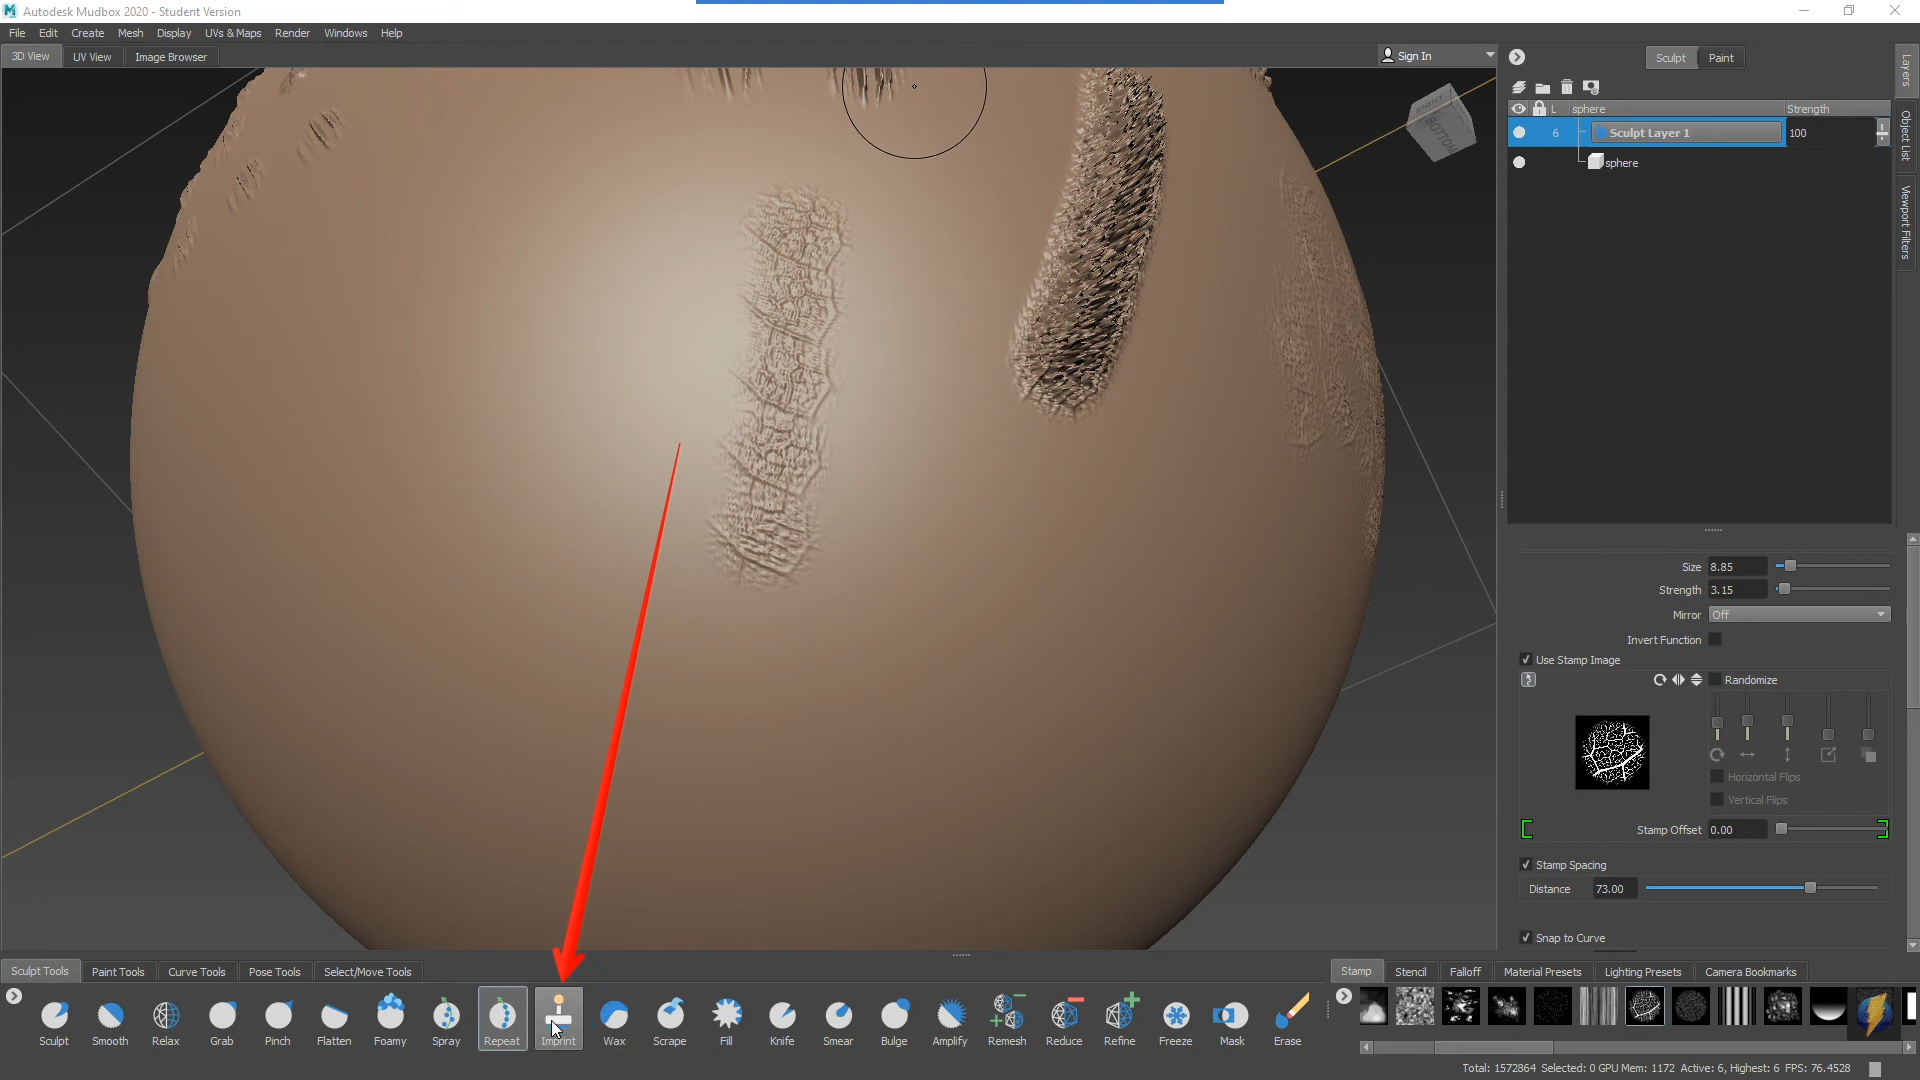 Autodesk Mudbox 2020 - Student Version
File Edit Create Mesh Display UVs & Maps Render Windows Help
3D View UV View Image Browser Sign In
Sculpt Paint
Layers
Object List
Viewport Filters
L sphere Strength
6 Sculpt Layer 1 100
sphere
BOTTOM
Size 8.85
Strength 3.15
Mirror Off
Invert Function
Use Stamp Image
Randomize
Horizontal Flips
Vertical Flips
Stamp Offset 0.00
Stamp Spacing
Distance 73.00
Snap to Curve
Sculpt Tools Paint Tools Curve Tools Pose Tools Select/Move Tools
Stamp Stencil Falloff Material Presets Lighting Presets Camera Bookmarks
Sculpt Smooth Relax Grab Pinch Flatten Foamy Spray Repeat Imprint Wax Scrape Fill Knife Smear Bulge Amplify Remesh Reduce Refine Freeze Mask Erase
Total: 1572864 Selected: 0 GPU Mem: 1172 Active: 6, Highest: 6 FPS: 76.4528